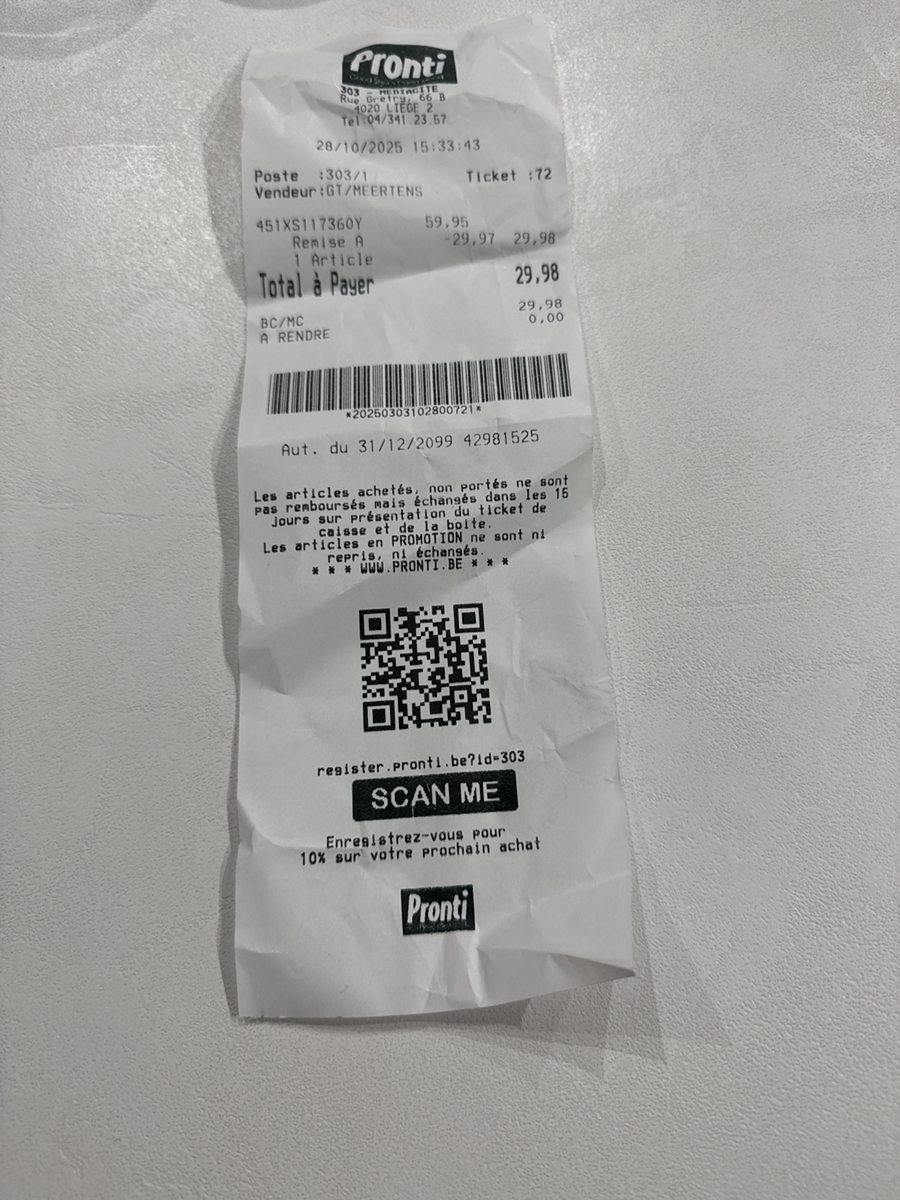 Pronti
303 - MEDIACITE
Rue Gretry, 66 B
4020 LIEGE 2
Tel:04/341.23.57
28/10/2025 15:33:43
Poste :303/1 Ticket :72
Vendeur:GT/MEERTENS
451XS117360Y 59,95
Remise A -29,97 29,98
1 Article
Total à Payer 29,98
BC/MC 29,98
A RENDRE 0,00
*20250303102800721*
Aut. du 31/12/2099 42981525
Les articles achetés, non portés ne sont
pas remboursés mais échangés dans les 15
Jours sur présentation du ticket de
caisse et de la boite.
Les articles en PROMOTION ne sont ni
repris, ni échangés.
* * * WWW.PRONTI.BE * * *
register.pronti.be?id=303
SCAN ME
Enregistrez-vous pour
10% sur votre prochain achat
Pronti